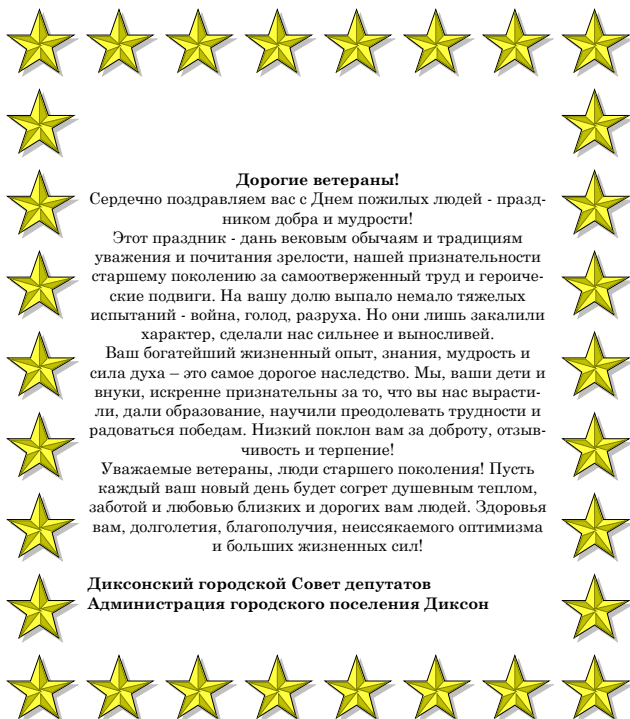 Дорогие ветераны!
Сердечно поздравляем вас с Днем пожилых людей - празд-
ником добра и мудрости!
Этот праздник - дань вековым обычаям и традициям
уважения и почитания зрелости, нашей признательности
старшему поколению за самоотверженный труд и героиче-
ские подвиги. На вашу долю выпало немало тяжелых
испытаний - война, голод, разруха. Но они лишь закалили
характер, сделали нас сильнее и выносливей.
Ваш богатейший жизненный опыт, знания, мудрость и
сила духа – это самое дорогое наследство. Мы, ваши дети и
внуки, искренне признательны за то, что вы нас вырасти-
ли, дали образование, научили преодолевать трудности и
радоваться победам. Низкий поклон вам за доброту, отзыв-
чивость и терпение!
Уважаемые ветераны, люди старшего поколения! Пусть
каждый ваш новый день будет согрет душевным теплом,
заботой и любовью близких и дорогих вам людей. Здоровья
вам, долголетия, благополучия, неиссякаемого оптимизма
и больших жизненных сил!
Диксонский городской Совет депутатов
Администрация городского поселения Диксон